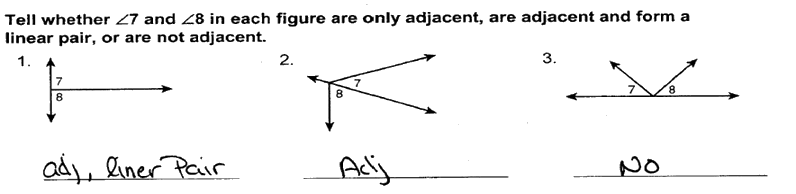 Tell whether ∠7 and ∠8 in each figure are only adjacent, are adjacent and form a
linear pair, or are not adjacent.
1. 2. 3.
7 7 7 8
8 8
adj, liner Pair Adj NO